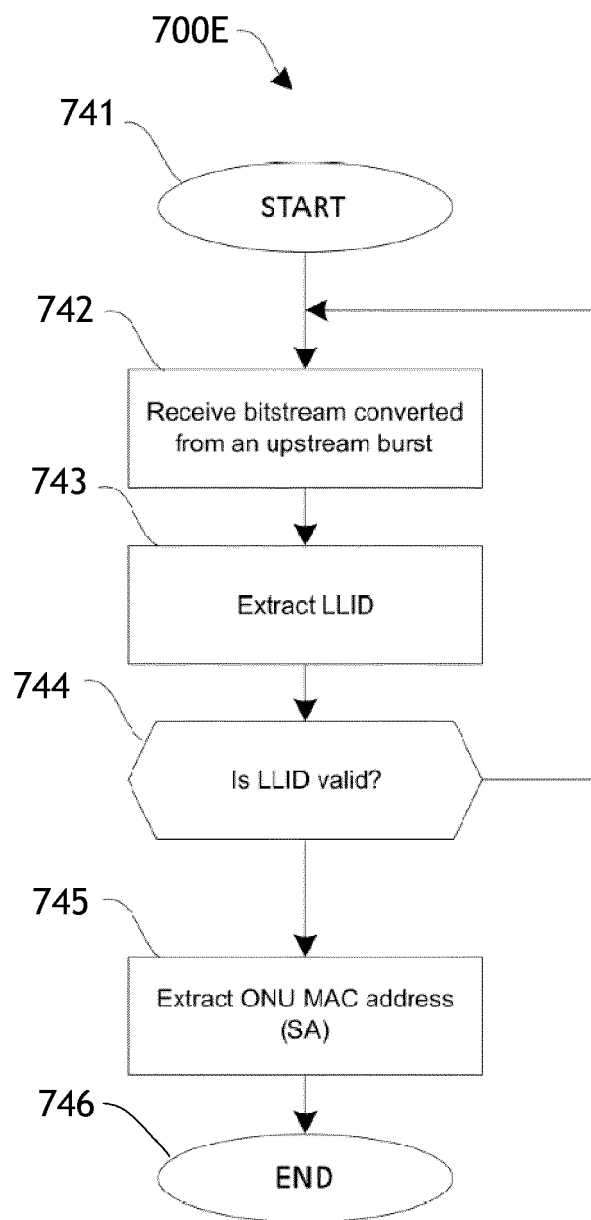 700E
741
START
742
Receive bitstream converted
from an upstream burst
743
Extract LLID
744
Is LLID valid?
745
Extract ONU MAC address
(SA)
746
END